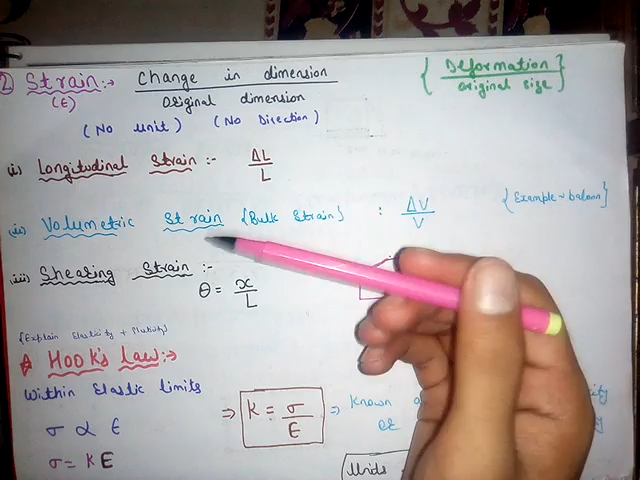 ② Strain :→ Change in dimension / Original dimension { Deformation / Original size }
(ε)
(No Unit) (No Direction)
(i) Longitudinal Strain :- ΔL / L
(ii) Volumetric Strain {Bulk Strain} : ΔV / V {Example → baloon}
(iii) Shearing Strain :-
θ = x / L
{Explain Elasticity + Plasticity}
HOOK'S LAW :→
Within Elastic limits
σ ∝ ε
⇒ K = σ / ε ⇒ Known
σ = K ε
Units